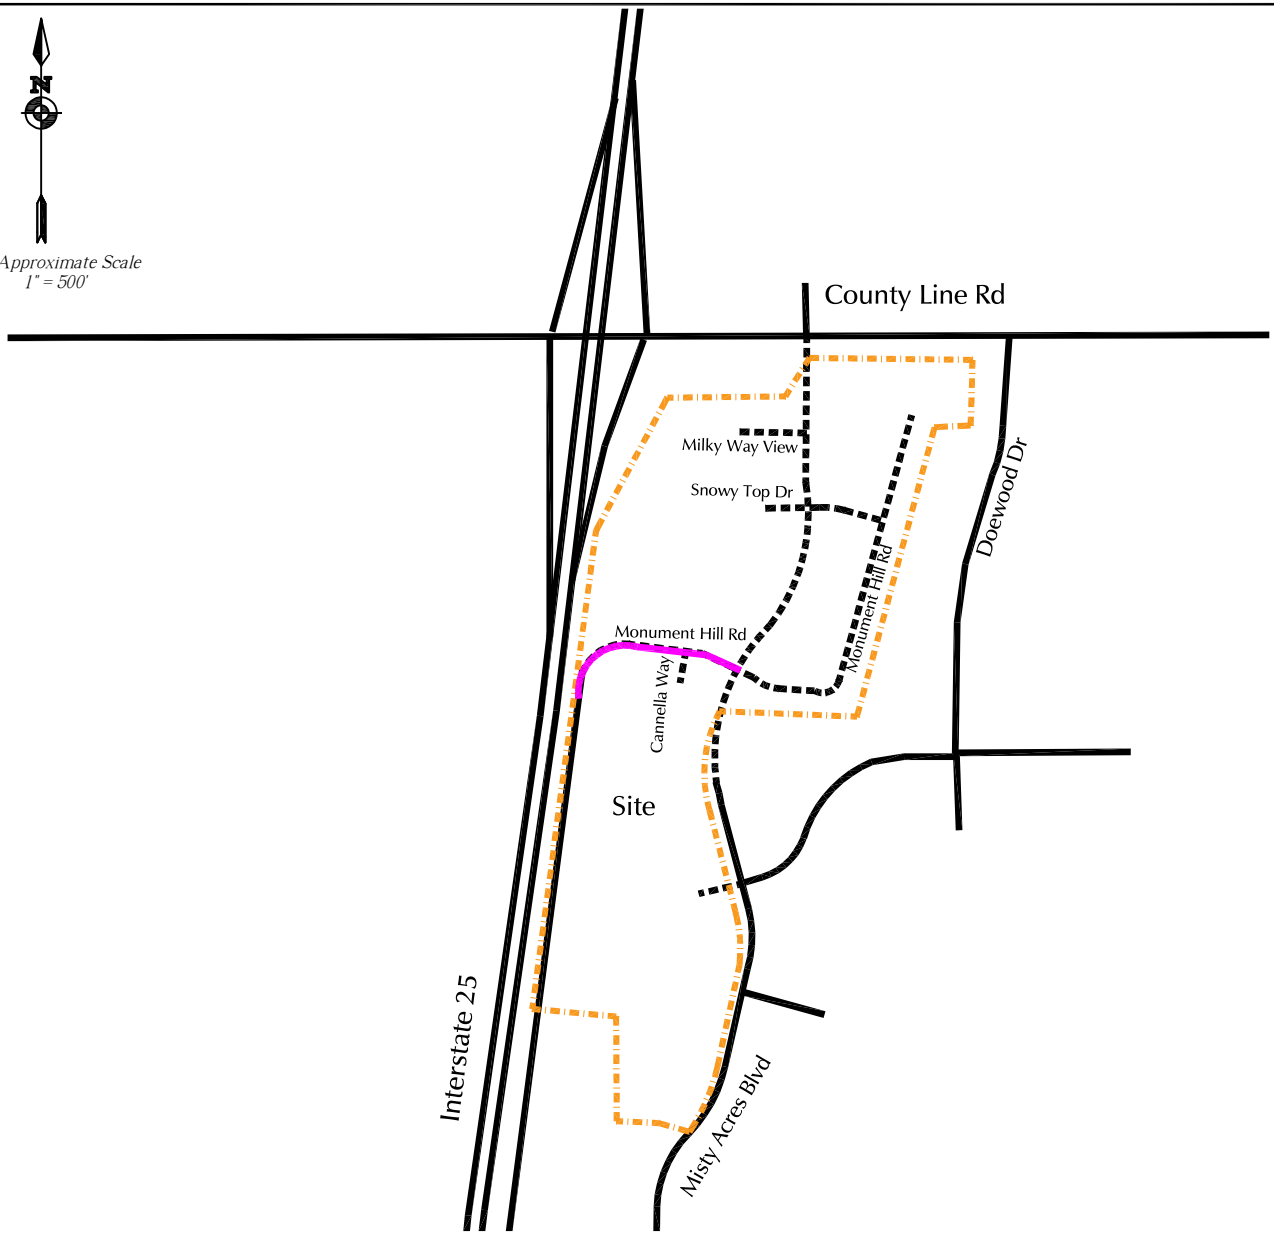 N
Approximate Scale
1" = 500'
County Line Rd
Milky Way View
Snowy Top Dr
Doewood Dr
Monument Hill Rd
Monument Hill Rd
Cannella Way
Site
Interstate 25
Misty Acres Blvd